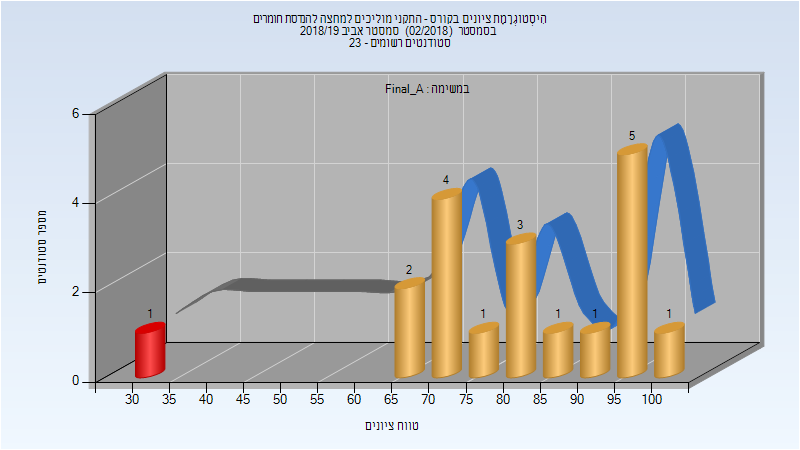 היסטוגרמת ציונים בקורס - התקני מוליכים למחצה להנדסת חומרים
בסמסטר (02/2018) סמסטר אביב 2018/19
סטודנטים רשומים - 23
במשימה : Final_A
מספר סטודנטים
6
4
2
0
1
2
4
1
3
1
1
5
1
30 35 40 45 50 55 60 65 70 75 80 85 90 95 100
טווח ציונים